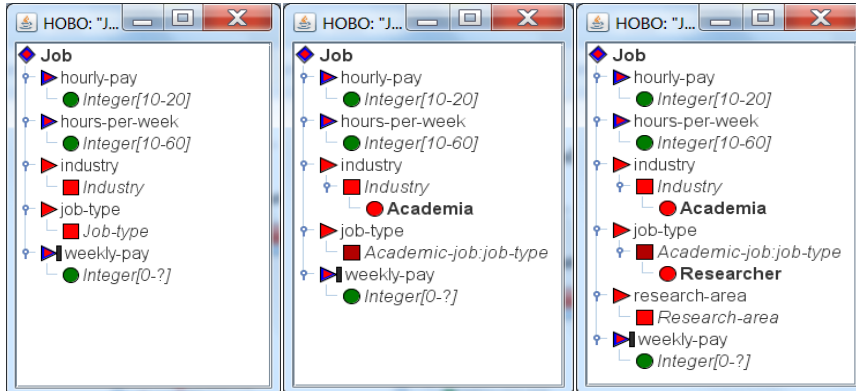 HOBO: "J...
Job
hourly-pay
Integer[10-20]
hours-per-week
Integer[10-60]
industry
Industry
job-type
Job-type
weekly-pay
Integer[0-?]
HOBO: "J...
Job
hourly-pay
Integer[10-20]
hours-per-week
Integer[10-60]
industry
Industry
Academia
job-type
Academic-job:job-type
weekly-pay
Integer[0-?]
HOBO: "J...
Job
hourly-pay
Integer[10-20]
hours-per-week
Integer[10-60]
industry
Industry
Academia
job-type
Academic-job:job-type
Researcher
research-area
Research-area
weekly-pay
Integer[0-?]